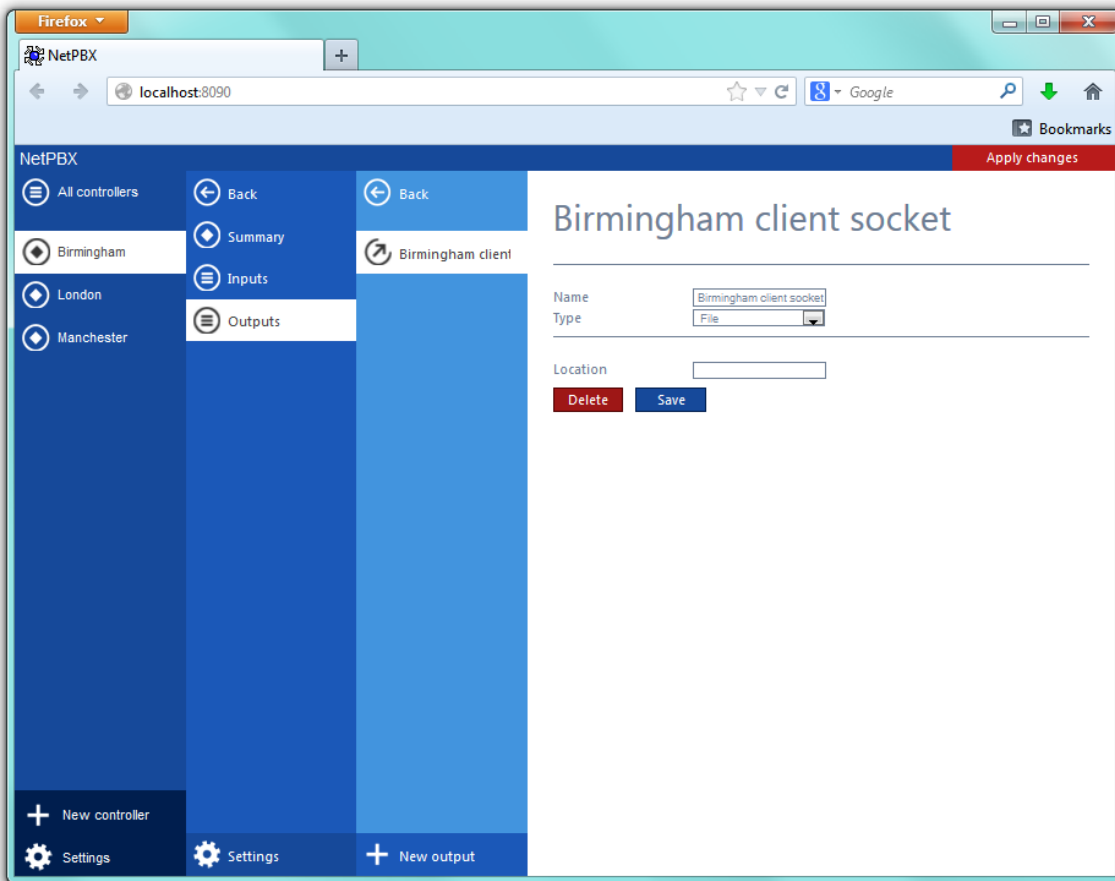 Firefox
NetPBX
localhost:8090
Google
Bookmarks
NetPBX
Apply changes
All controllers
Birmingham
London
Manchester
New controller
Settings
Back
Summary
Inputs
Outputs
Settings
Back
Birmingham client
New output
Birmingham client socket
Name
Birmingham client socket
Type
File
Location
Delete
Save